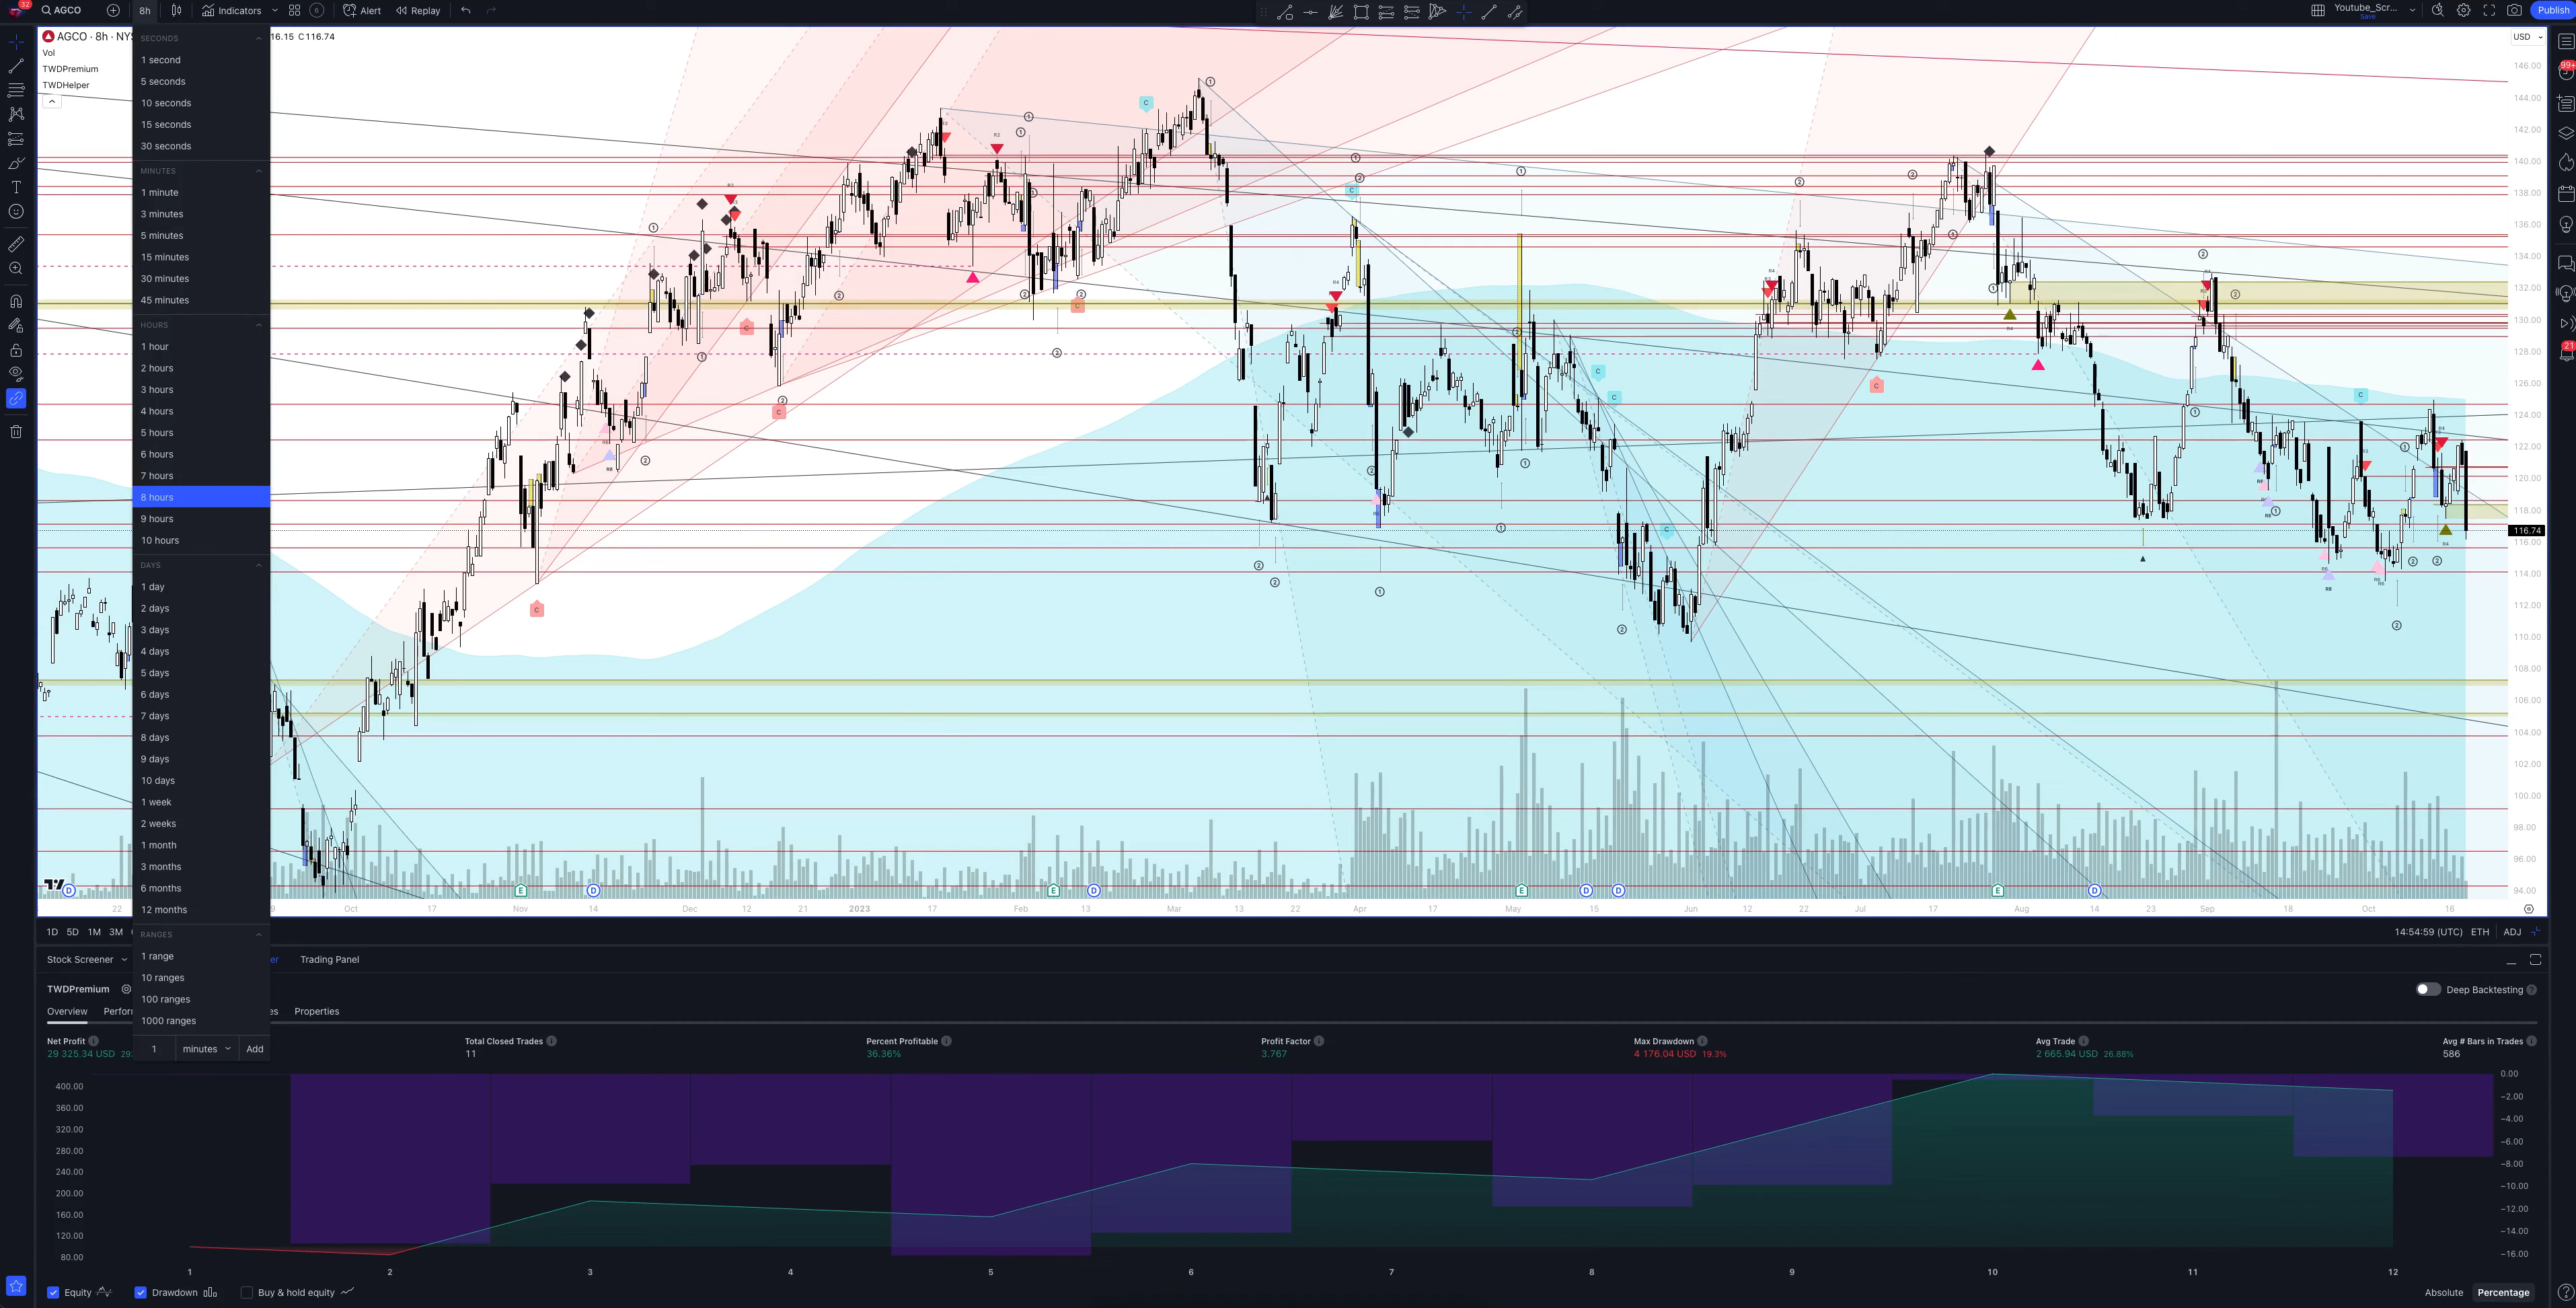 32
AGCO
8h
Indicators
6
Alert
Replay
Youtube_Scr...
Save
Publish
AGCO · 8h · NYS
16.15 C116.74
Vol
TWDPremium
TWDHelper
SECONDS
1 second
5 seconds
10 seconds
15 seconds
30 seconds
MINUTES
1 minute
3 minutes
5 minutes
15 minutes
30 minutes
45 minutes
HOURS
1 hour
2 hours
3 hours
4 hours
5 hours
6 hours
7 hours
8 hours
9 hours
10 hours
DAYS
1 day
2 days
3 days
4 days
5 days
6 days
7 days
8 days
9 days
10 days
1 week
2 weeks
1 month
3 months
6 months
12 months
RANGES
1 range
10 ranges
100 ranges
1000 ranges
1 minutes Add
USD
146.00
144.00
142.00
140.00
138.00
136.00
134.00
132.00
130.00
128.00
126.00
124.00
122.00
120.00
118.00
116.74
116.00
114.00
112.00
110.00
108.00
106.00
104.00
102.00
100.00
98.00
96.00
94.00
99+
21
22 9 Oct 17 Nov 14 Dec 12 21 2023 17 Feb 13 Mar 13 22 Apr 17 May 15 Jun 12 22 Jul 17 Aug 14 23 Sep 18 Oct 16
1D 5D 1M 3M
14:54:59 (UTC) ETH ADJ
Stock Screener
er
Trading Panel
TWDPremium
Deep Backtesting
Overview
Perform
es
Properties
Net Profit
29 325.34 USD 293
Total Closed Trades
11
Percent Profitable
36.36%
Profit Factor
3.767
Max Drawdown
4 176.04 USD 19.3%
Avg Trade
2 665.94 USD 26.88%
Avg # Bars in Trades
586
400.00
360.00
320.00
280.00
240.00
200.00
160.00
120.00
80.00
0.00
−2.00
−4.00
−6.00
−8.00
−10.00
−12.00
−14.00
−16.00
1 2 3 4 5 6 7 8 9 10 11 12
Equity
Drawdown
Buy & hold equity
Absolute
Percentage